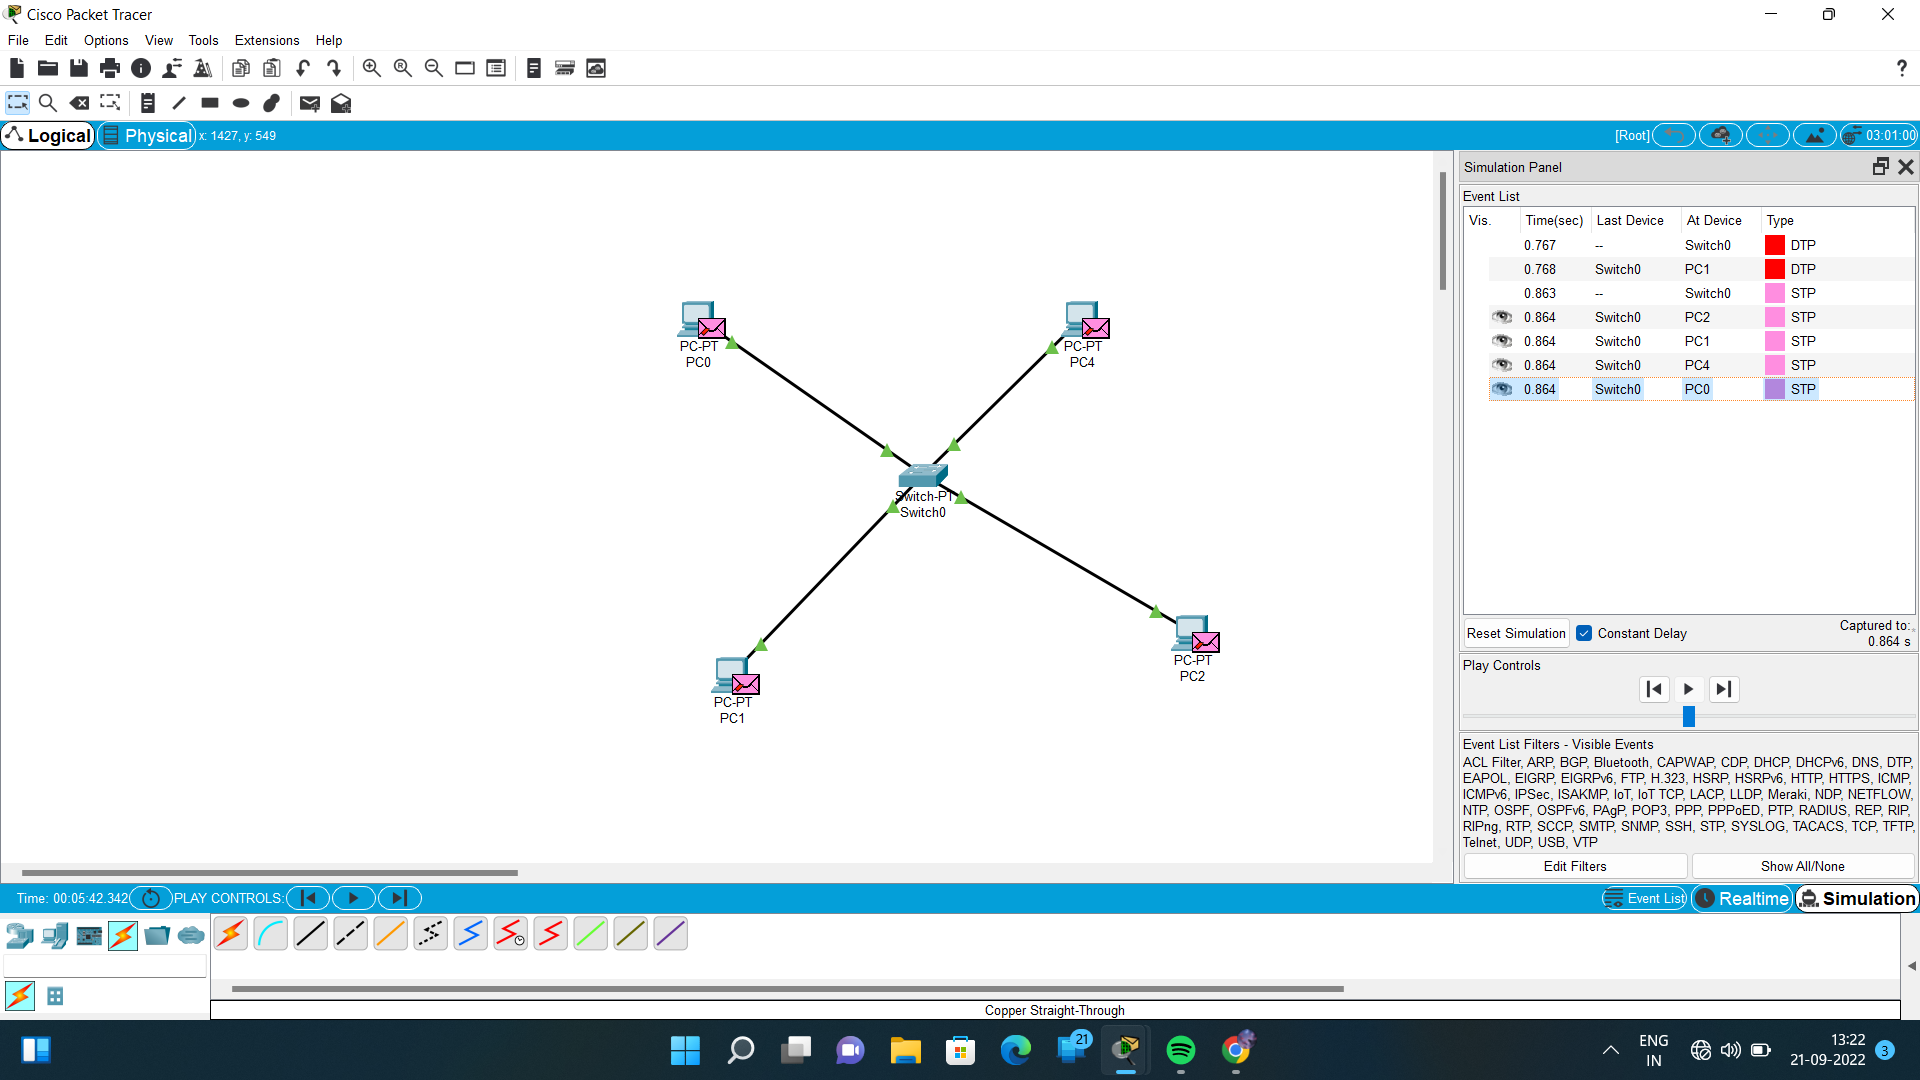 Cisco Packet Tracer
File Edit Options View Tools Extensions Help
?
Logical Physical x: 1427, y: 549 [Root] 03:01:00
Simulation Panel
Event List
Vis. Time(sec) Last Device At Device Type
0.767 -- Switch0 DTP
0.768 Switch0 PC1 DTP
0.863 -- Switch0 STP
0.864 Switch0 PC2 STP
0.864 Switch0 PC1 STP
0.864 Switch0 PC4 STP
0.864 Switch0 PC0 STP
PC-PT
PC0
PC-PT
PC4
Switch-PT
Switch0
PC-PT
PC1
PC-PT
PC2
Reset Simulation Constant Delay Captured to:
0.864 s
Play Controls
Event List Filters - Visible Events
ACL Filter, ARP, BGP, Bluetooth, CAPWAP, CDP, DHCP, DHCPv6, DNS, DTP,
EAPOL, EIGRP, EIGRPv6, FTP, H.323, HSRP, HSRPv6, HTTP, HTTPS, ICMP,
ICMPv6, IPSec, ISAKMP, IoT, IoT TCP, LACP, LLDP, Meraki, NDP, NETFLOW,
NTP, OSPF, OSPFv6, PAgP, POP3, PPP, PPPoED, PTP, RADIUS, REP, RIP,
RIPng, RTP, SCCP, SMTP, SNMP, SSH, STP, SYSLOG, TACACS, TCP, TFTP,
Telnet, UDP, USB, VTP
Edit Filters Show All/None
Time: 00:05:42.342 PLAY CONTROLS: Event List Realtime Simulation
Copper Straight-Through
21
ENG
IN
13:22
21-09-2022
3